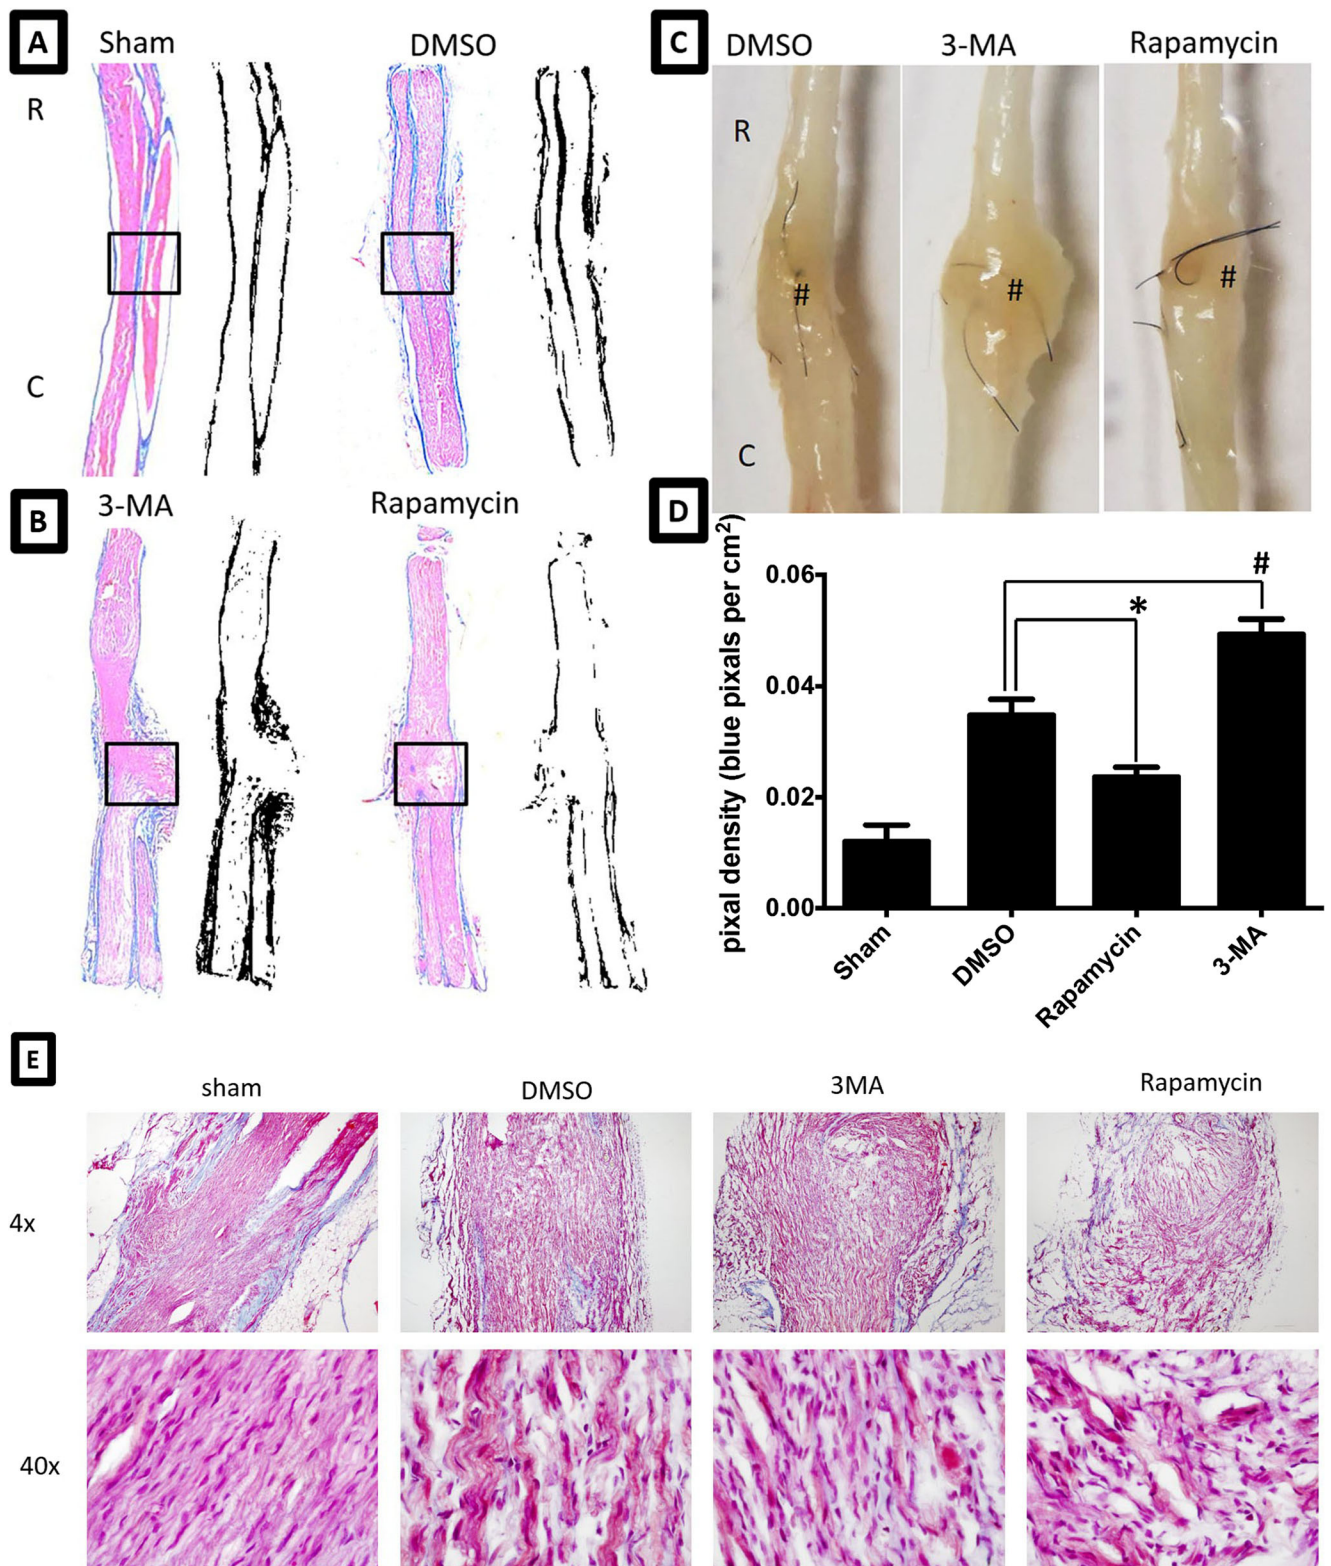 A
Sham
DMSO
R
C
B
3-MA
Rapamycin
C
DMSO
3-MA
Rapamycin
R
#
#
#
C
D
pixal density (blue pixals per cm²)
0.06
0.04
0.02
0.00
#
*
Sham
DMSO
Rapamycin
3-MA
E
sham
DMSO
3MA
Rapamycin
4x
40x